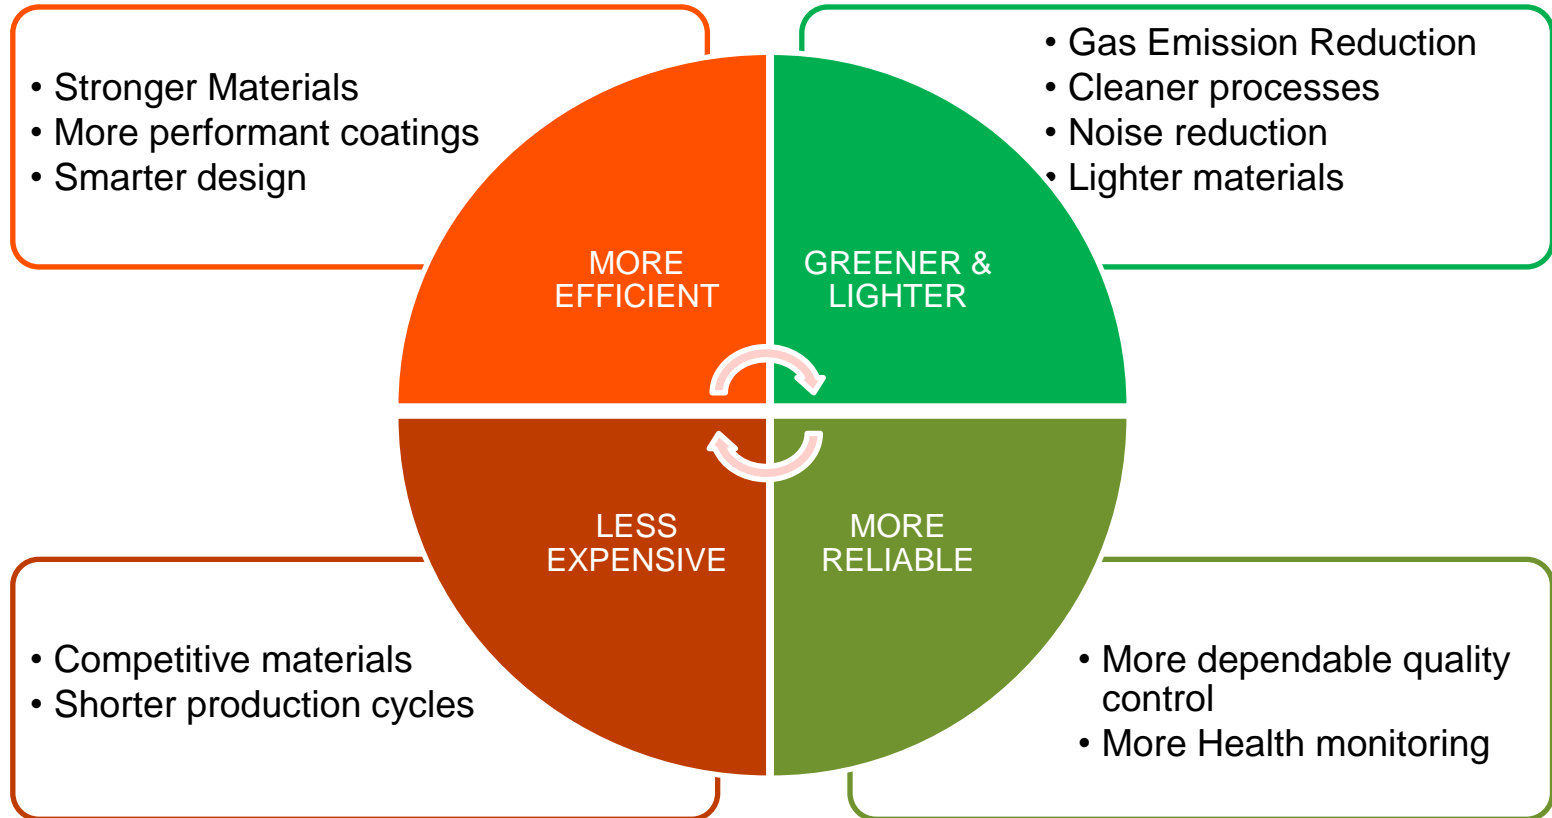 • Stronger Materials
• More performant coatings
• Smarter design
• Gas Emission Reduction
• Cleaner processes
• Noise reduction
• Lighter materials
MORE
EFFICIENT
GREENER &
LIGHTER
LESS
EXPENSIVE
MORE
RELIABLE
• Competitive materials
• Shorter production cycles
• More dependable quality
control
• More Health monitoring